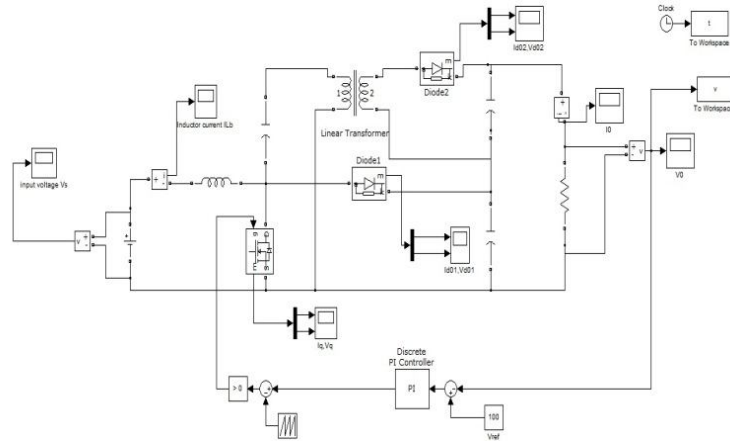 Clock
t
To Workspace
Id02,Vd02
m
Diode2
1
2
Linear Transformer
Inductor current ILb
I0
v
To Workspace
V0
input voltage Vs
Diode1
m
Id01,Vd01
Iq,Vq
Discrete
PI Controller
PI
> 0
100
Vref